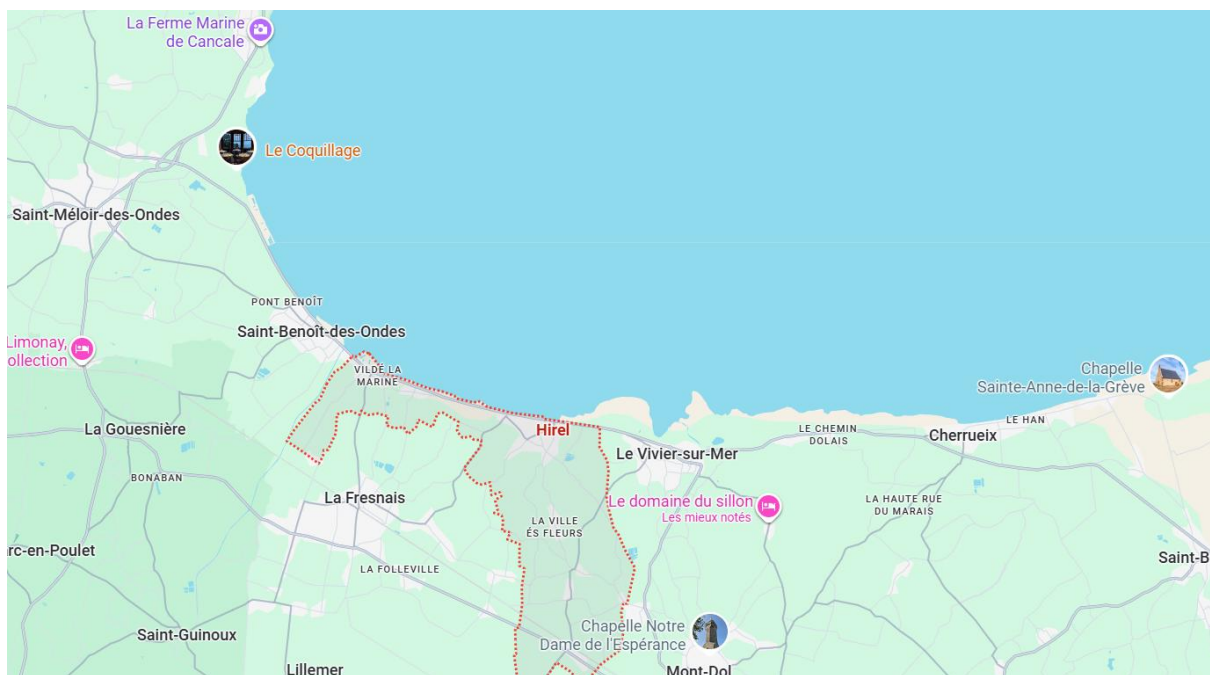 La Ferme Marine
de Cancale
Le Coquillage
Saint-Méloir-des-Ondes
PONT BENOÎT
Saint-Benoît-des-Ondes
Limonay,
ollection
VILDÉ LA
MARINE
Chapelle
Sainte-Anne-de-la-Grève
La Gouesnière
Hirel
LE CHEMIN
DOLAIS
LE HAN
Cherrueix
Le Vivier-sur-Mer
BONABAN
La Fresnais
Le domaine du sillon
Les mieux notés
LA HAUTE RUE
DU MARAIS
LA VILLE
ÉS FLEURS
rc-en-Poulet
LA FOLLEVILLE
Saint-B
Saint-Guinoux
Chapelle Notre
Dame de l'Espérance
Lillemer
Mont-Dol